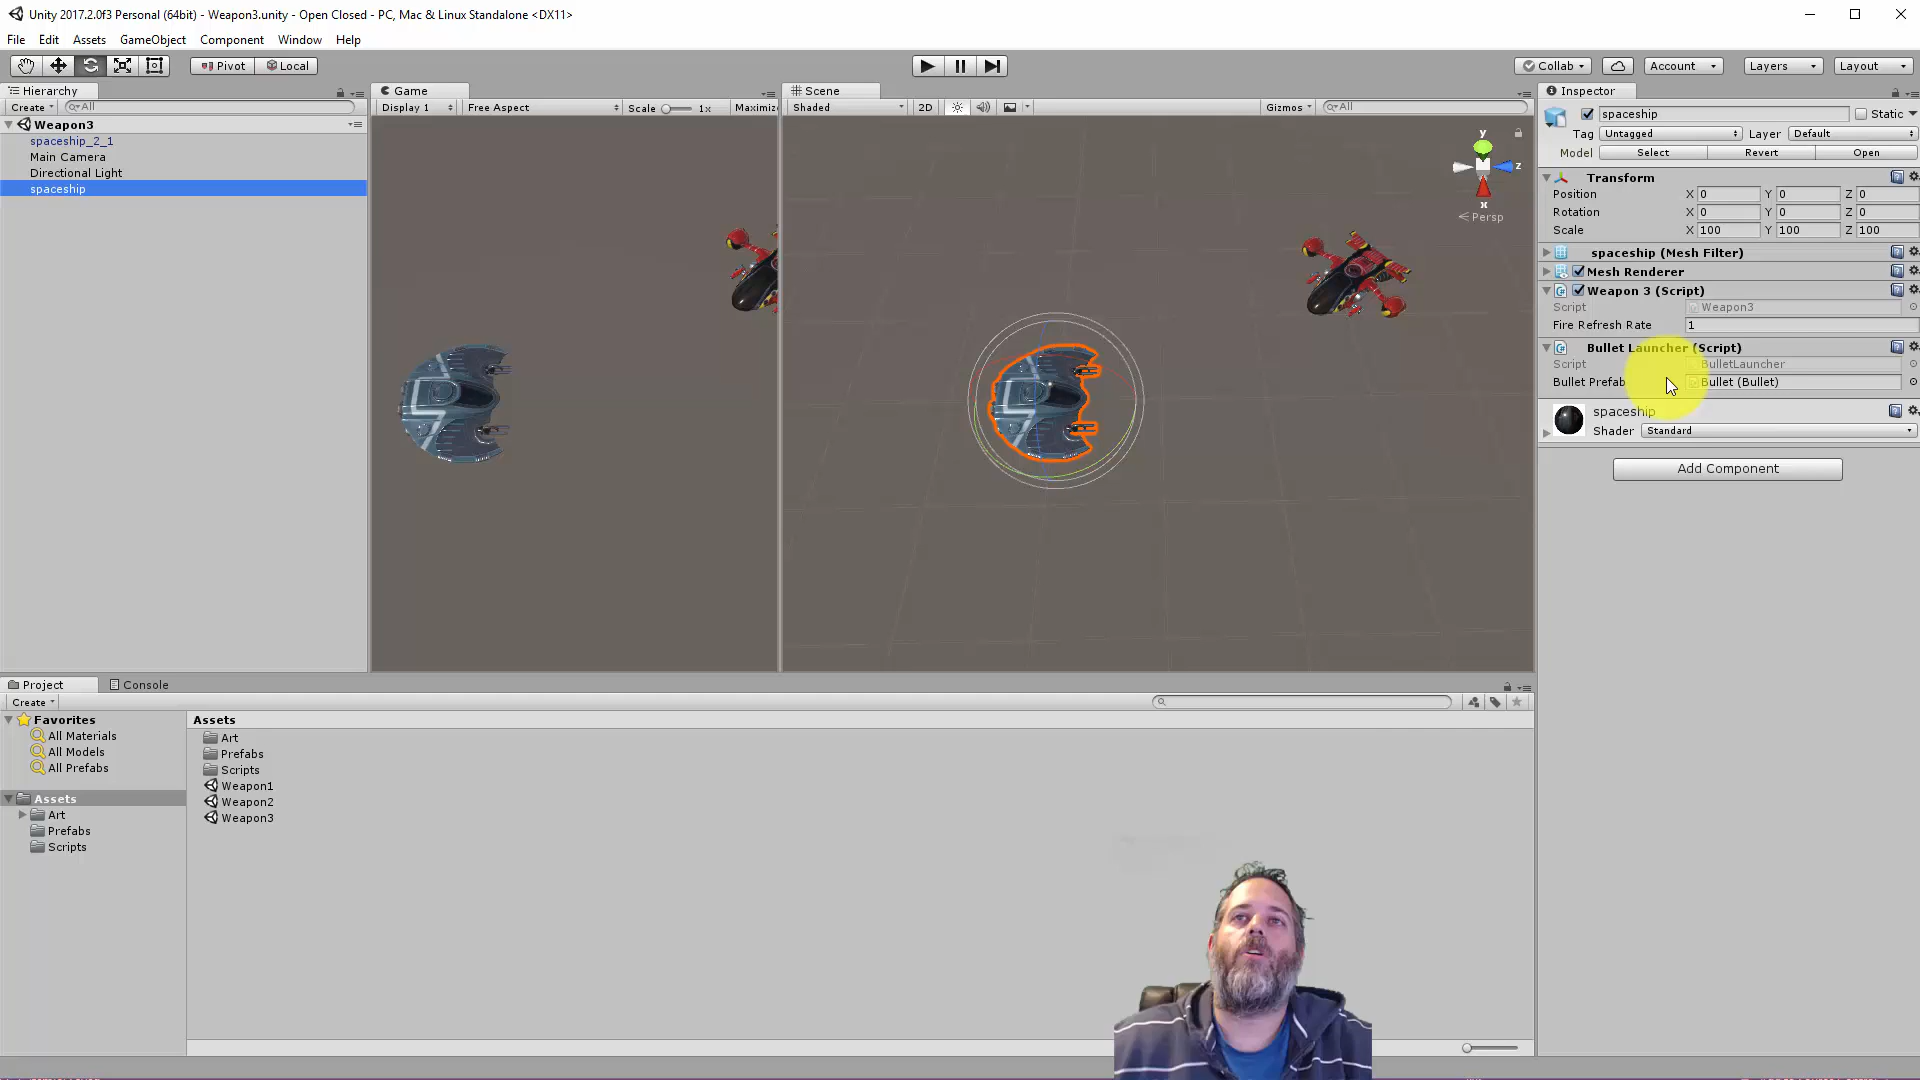 Unity 2017.2.0f3 Personal (64bit) - Weapon3.unity - Open Closed - PC, Mac & Linux Standalone <DX11>
File Edit Assets GameObject Component Window Help
Pivot Local Collab Account Layers Layout
Hierarchy
Create All
Weapon3
spaceship_2_1
Main Camera
Directional Light
spaceship
Game
Display 1 Free Aspect Scale 1x Maximiz
Scene
Shaded 2D Gizmos All
y
z
x
Persp
Inspector
spaceship Static
Tag Untagged Layer Default
Model Select Revert Open
Transform
Position X 0 Y 0 Z 0
Rotation X 0 Y 0 Z 0
Scale X 100 Y 100 Z 100
spaceship (Mesh Filter)
Mesh Renderer
Weapon 3 (Script)
Script Weapon3
Fire Refresh Rate 1
Bullet Launcher (Script)
Script BulletLauncher
Bullet Prefab Bullet (Bullet)
spaceship
Shader Standard
Add Component
Project Console
Create
Favorites
All Materials
All Models
All Prefabs
Assets
Art
Prefabs
Scripts
Assets
Art
Prefabs
Scripts
Weapon1
Weapon2
Weapon3